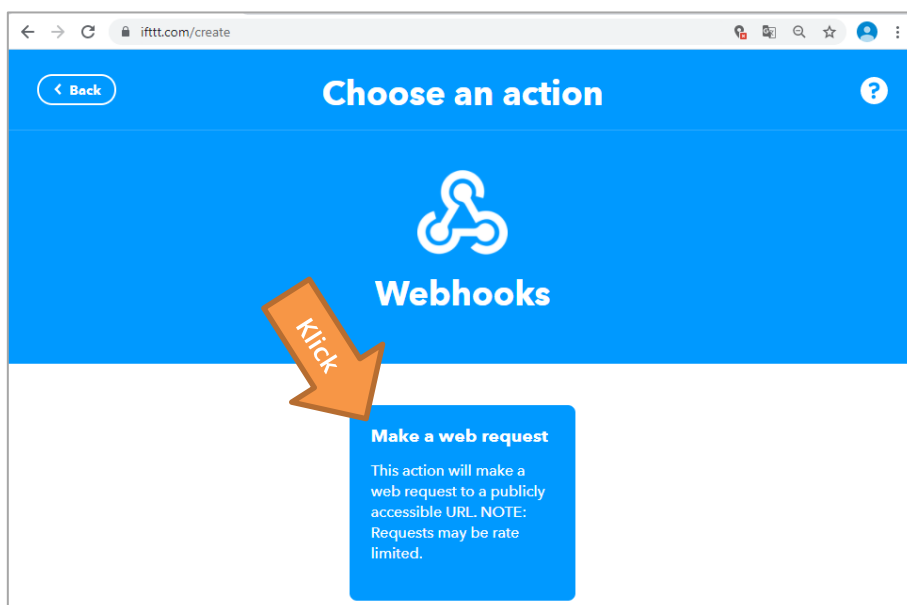 ifttt.com/create
Back
Choose an action
?
Webhooks
Klick
Make a web request
This action will make a
web request to a publicly
accessible URL. NOTE:
Requests may be rate
limited.